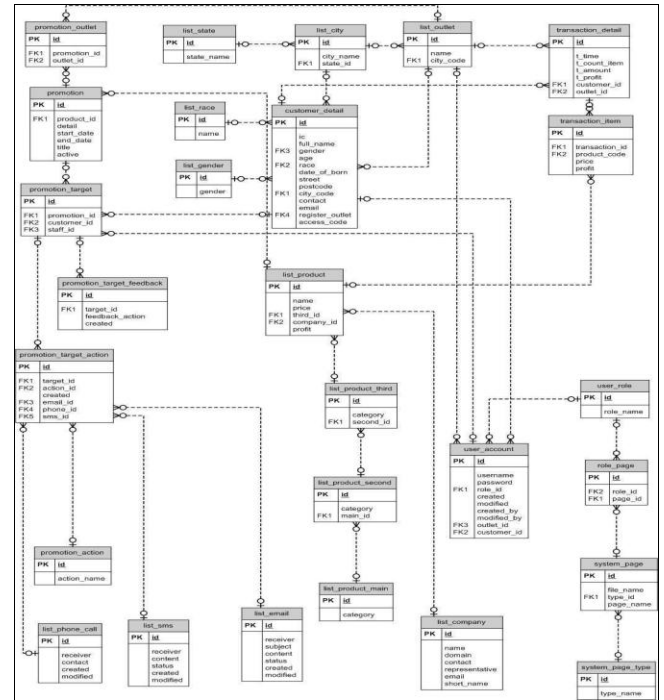 promotion_outlet
PK id
FK1 promotion_id
FK2 outlet_id
list_state
PK id
state_name
list_city
PK id
city_name
FK1 state_id
list_outlet
PK id
name
FK1 city_code
transaction_detail
PK id
t_time
t_count_item
t_amount
t_profit
FK1 customer_id
FK2 outlet_id
promotion
PK id
FK1 product_id
detail
start_date
end_date
title
active
list_race
PK id
name
customer_detail
PK id
ic
full_name
FK3 gender
age
FK2 race
date_of_born
street
postcode
FK1 city_code
contact
email
FK4 register_outlet
access_code
transaction_item
PK id
FK1 transaction_id
FK2 product_code
price
profit
list_gender
PK id
gender
promotion_target
PK id
FK1 promotion_id
FK2 customer_id
FK3 staff_id
promotion_target_feedback
PK id
FK1 target_id
feedback_action
created
list_product
PK id
name
price
FK1 third_id
FK2 company_id
profit
promotion_target_action
PK id
FK1 target_id
FK2 action_id
created
FK3 email_id
FK4 phone_id
FK5 sms_id
list_product_third
PK id
category
FK1 second_id
user_role
PK id
role_name
user_account
PK id
username
password
FK1 role_id
created
modified
created_by
modified_by
FK3 outlet_id
FK2 customer_id
role_page
PK id
FK2 role_id
FK1 page_id
list_product_second
PK id
category
FK1 main_id
promotion_action
PK id
action_name
system_page
PK id
file_name
FK1 type_id
page_name
list_product_main
PK id
category
list_phone_call
PK id
receiver
contact
created
modified
list_sms
PK id
receiver
content
status
created
modified
list_email
PK id
receiver
subject
content
status
created
modified
list_company
PK id
name
domain
contact
representative
email
short_name
system_page_type
PK id
type_name